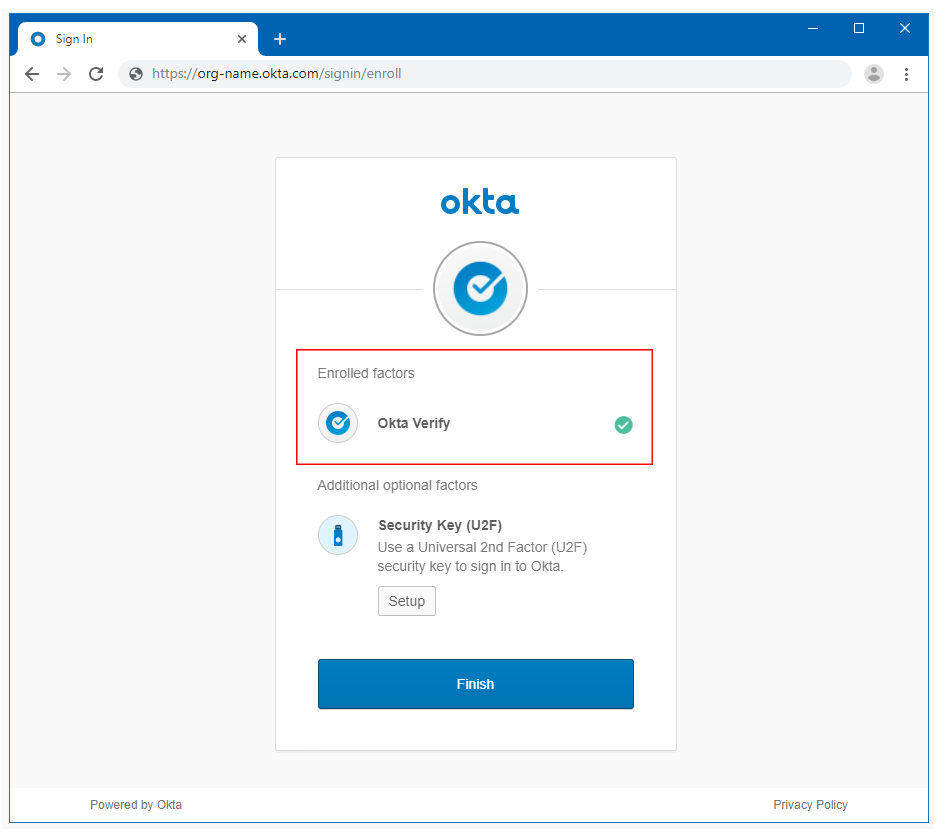 Sign In
https://org-name.okta.com/signin/enroll
okta
Enrolled factors
Okta Verify
Additional optional factors
Security Key (U2F)
Use a Universal 2nd Factor (U2F)
security key to sign in to Okta.
Setup
Finish
Powered by Okta
Privacy Policy